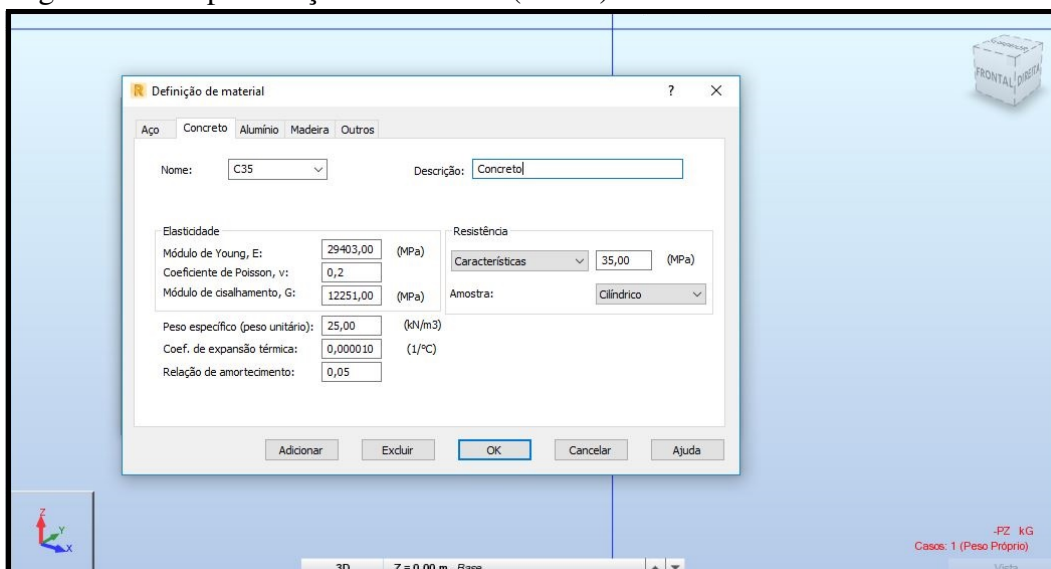 SUPERIOR
FRONTAL DIREITA
Definição de material ? X
Aço Concreto Alumínio Madeira Outros
Nome: C35 Descrição: Concreto
Elasticidade Resistência
Módulo de Young, E: 29403,00 (MPa) Características 35,00 (MPa)
Coeficiente de Poisson, ν: 0,2
Módulo de cisalhamento, G: 12251,00 (MPa) Amostra: Cilíndrico
Peso específico (peso unitário): 25,00 (kN/m3)
Coef. de expansão térmica: 0,000010 (1/ºC)
Relação de amortecimento: 0,05
Adicionar Excluir OK Cancelar Ajuda
Z
Y
X
-PZ kG
Casos: 1 (Peso Próprio)
3D Z = 0,00 m Base
Vista